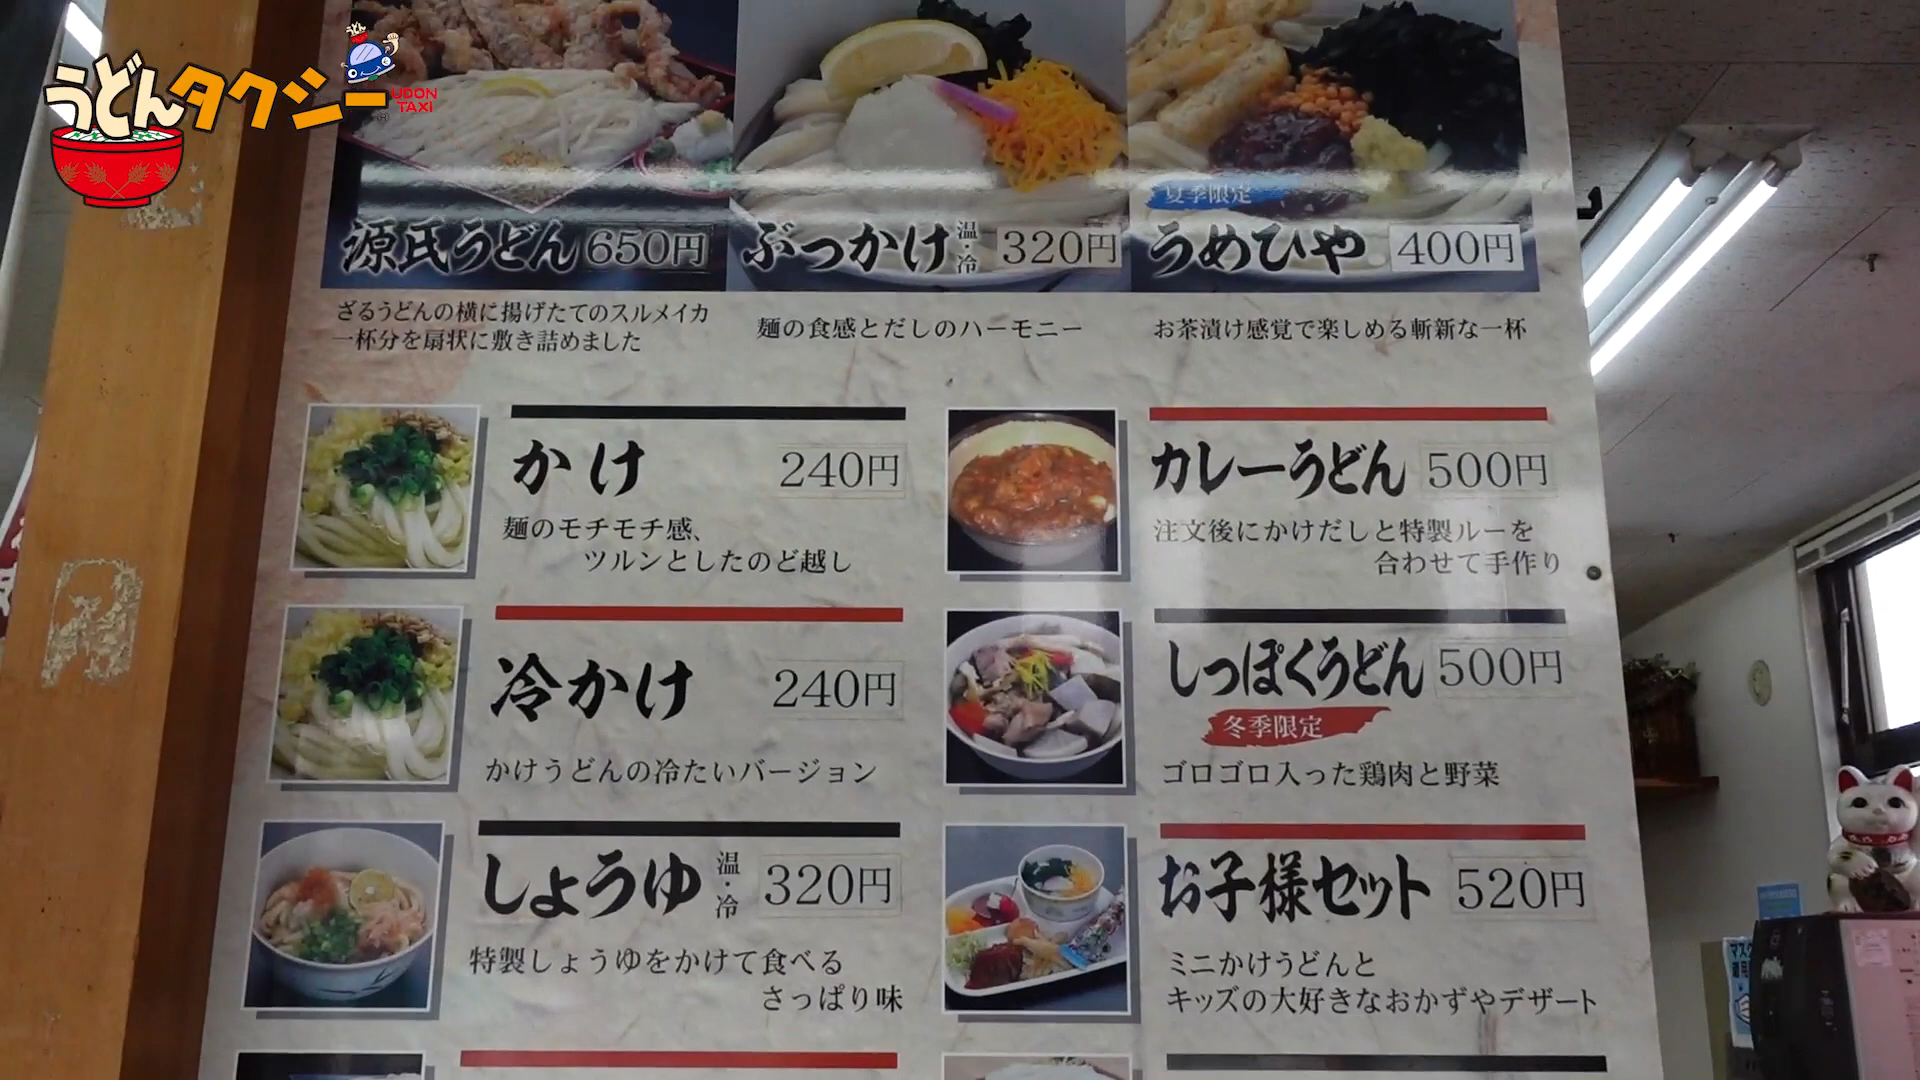 うどんタクシー
UDON
TAXI
源氏うどん 650円
ざるうどんの横に揚げたてのスルメイカ
一杯分を扇状に敷き詰めました
ぶっかけ 温・冷 320円
麺の食感とだしのハーモニー
夏季限定
うめひや 400円
お茶漬け感覚で楽しめる斬新な一杯
かけ 240円
麺のモチモチ感、
ツルンとしたのど越し
カレーうどん 500円
注文後にかけだしと特製ルーを
合わせて手作り
冷かけ 240円
かけうどんの冷たいバージョン
しっぽくうどん 500円
冬季限定
ゴロゴロ入った鶏肉と野菜
しょうゆ 温・冷 320円
特製しょうゆをかけて食べる
さっぱり味
お子様セット 520円
ミニかけうどんと
キッズの大好きなおかずやデザート